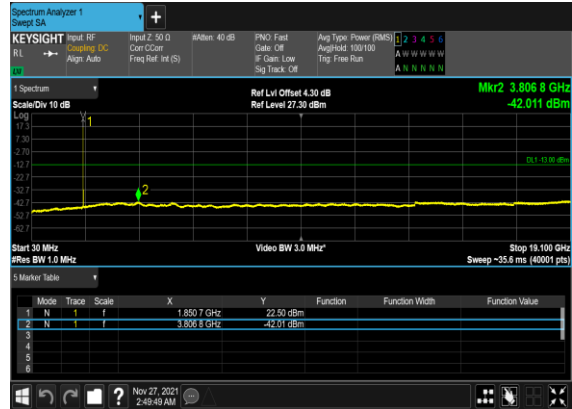 Spectrum Analyzer 1
Swept SA
+
KEYSIGHT Input: RF Input Z: 50 Ω #Atten: 40 dB PNO: Fast Avg Type: Power (RMS) 1 2 3 4 5 6
RL Coupling: DC Corr CCorr Gate: Off Avg|Hold: 100/100 A W W W W W
Align: Auto Freq Ref: Int (S) IF Gain: Low Trig: Free Run
Sig Track: Off A N N N N N
1 Spectrum Ref Lvl Offset 4.30 dB Mkr2 3.806 8 GHz
Scale/Div 10 dB Ref Level 27.30 dBm -42.011 dBm
Log
1
17.3
7.30
-2.70
DL1 -13.00 dBm
-12.7
-22.7
-32.7
2
-42.7
-52.7
-62.7
Start 30 MHz Video BW 3.0 MHz* Stop 19.100 GHz
#Res BW 1.0 MHz Sweep ~35.6 ms (40001 pts)
5 Marker Table
Mode Trace Scale X Y Function Function Width Function Value
1 N 1 f 1.850 7 GHz 22.50 dBm
2 N 1 f 3.806 8 GHz -42.01 dBm
3
4
5
6
? Nov 27, 2021
2:49:49 AM